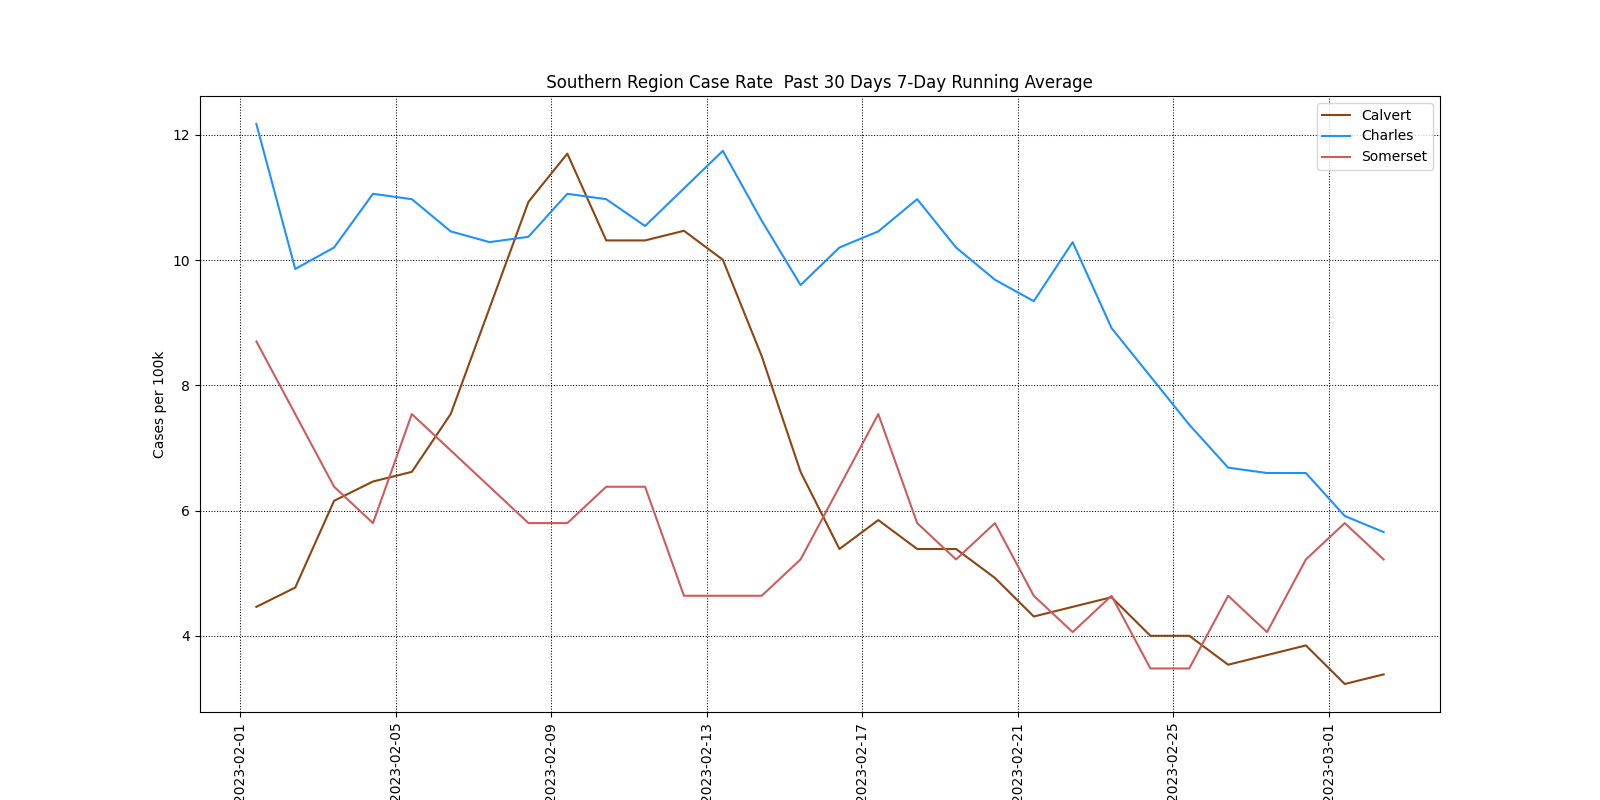 Southern Region Case Rate  Past 30 Days 7-Day Running Average
Calvert
Charles
Somerset
12
10
8
6
4
Cases per 100k
2023-02-01
2023-02-05
2023-02-09
2023-02-13
2023-02-17
2023-02-21
2023-02-25
2023-03-01